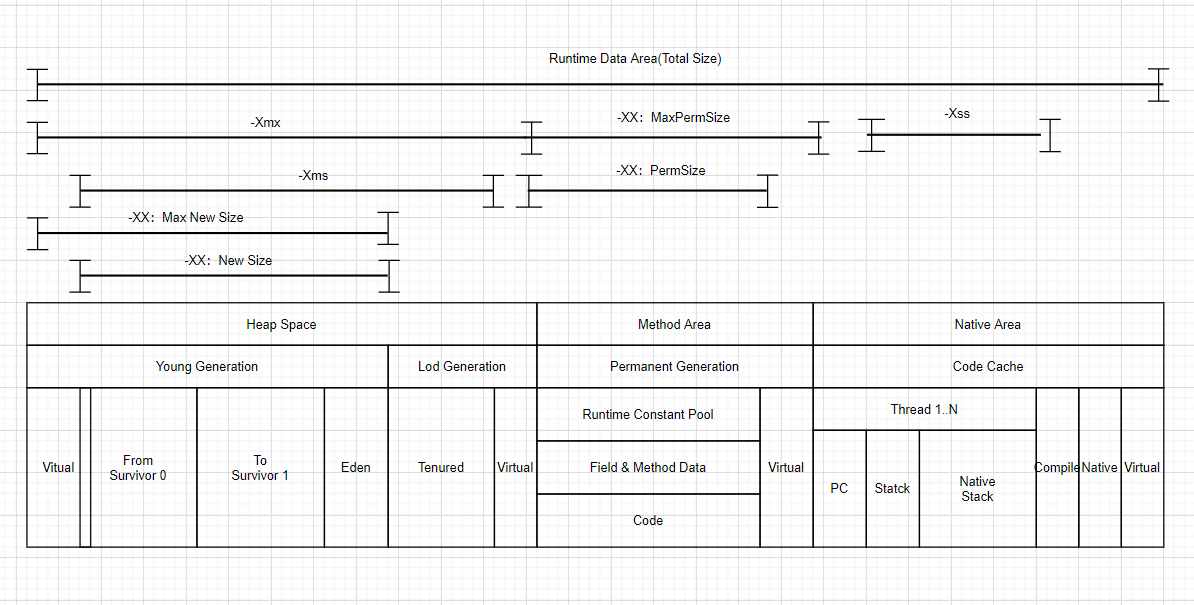 Runtime Data Area(Total Size)
-Xmx
-XX: MaxPermSize
-Xss
-Xms
-XX: PermSize
-XX: Max New Size
-XX: New Size
Heap Space
Method Area
Native Area
Young Generation
Lod Generation
Permanent Generation
Code Cache
Vitual
From
Survivor 0
To
Survivor 1
Eden
Tenured
Virtual
Runtime Constant Pool
Field & Method Data
Code
Virtual
Thread 1..N
PC
Statck
Native
Stack
Compile
Native
Virtual